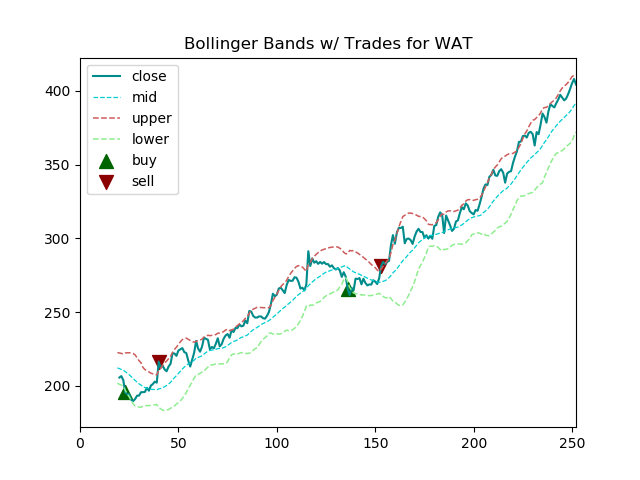 Bollinger Bands w/ Trades for WAT
close
mid
upper
lower
buy
sell
400
350
300
250
200
0 50 100 150 200 250